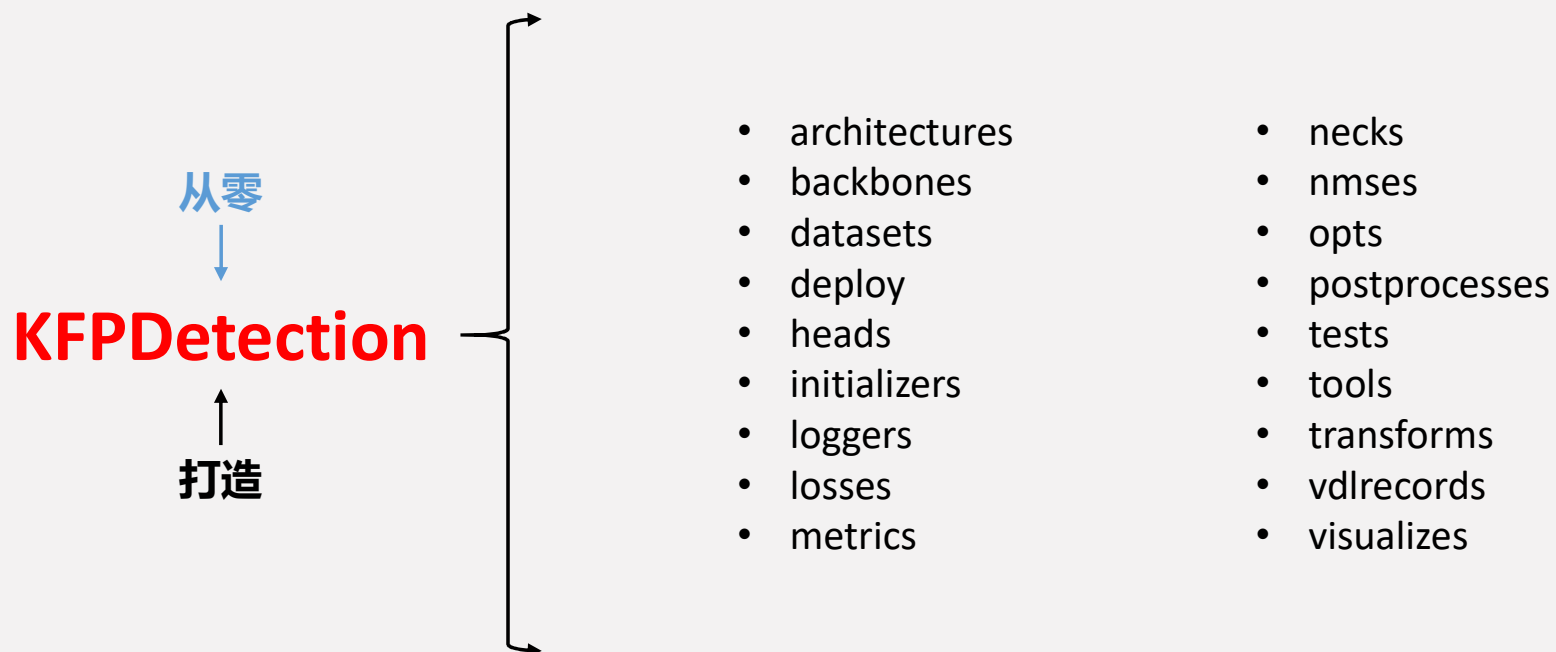 从零
KFPDetection
打造
• architectures
• backbones
• datasets
• deploy
• heads
• initializers
• loggers
• losses
• metrics
• necks
• nmses
• opts
• postprocesses
• tests
• tools
• transforms
• vdlrecords
• visualizes